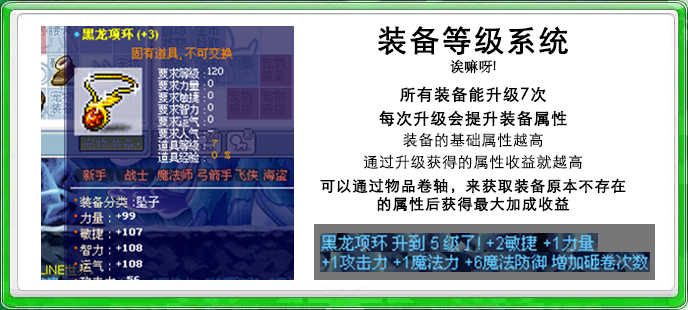 黑龙项环 (+3)
固有道具, 不可交换
要求等级 : 120
要求力量 : 0
要求敏捷 : 0
要求智力 : 0
要求运气 : 0
要求人气 : 7
道具等级 : 7
道具经验 : 0 %
新手 战士 魔法师 弓箭手 飞侠 海盗
装备分类 :坠子
力量 : +99
敏捷 : +107
智力 : +108
运气 : +108
装备等级系统
诶嘛呀!
所有装备能升级7次
每次升级会提升装备属性
装备的基础属性越高
通过升级获得的属性收益就越高
可以通过物品卷轴，来获取装备原本不存在
的属性后获得最大加成收益
黑龙项环 升到 5 级了! +2敏捷 +1力量
+1攻击力 +1魔法力 +6魔法防御 增加砸卷次数